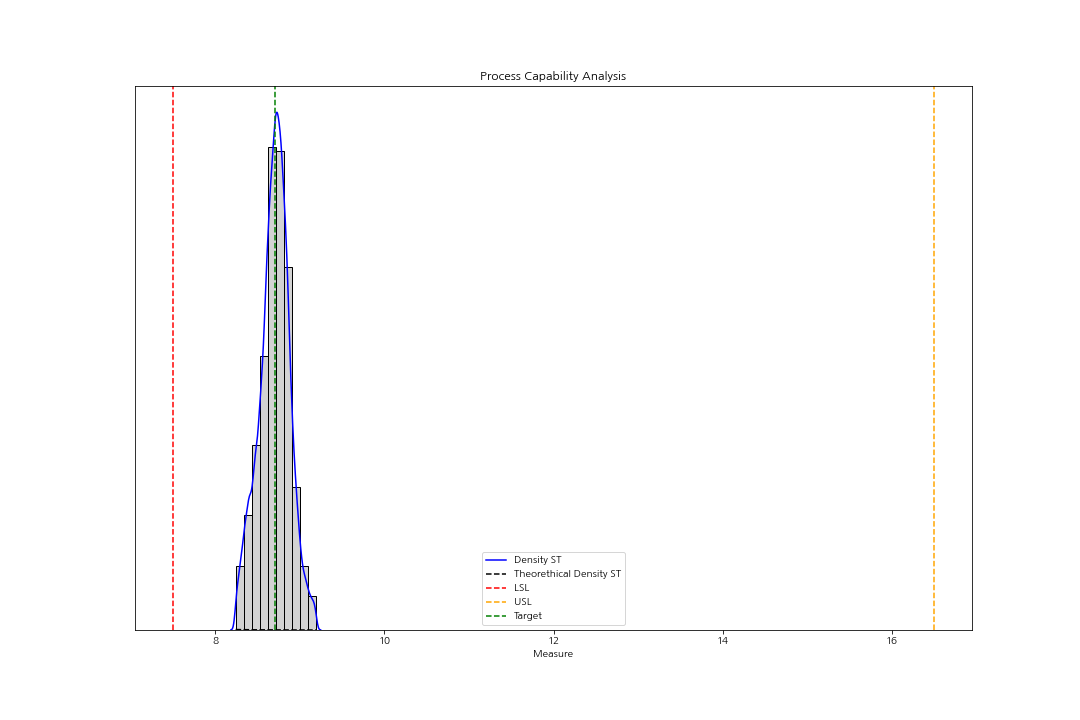 Process Capability Analysis
Density ST
Theorethical Density ST
LSL
USL
Target
8
10
12
14
16
Measure